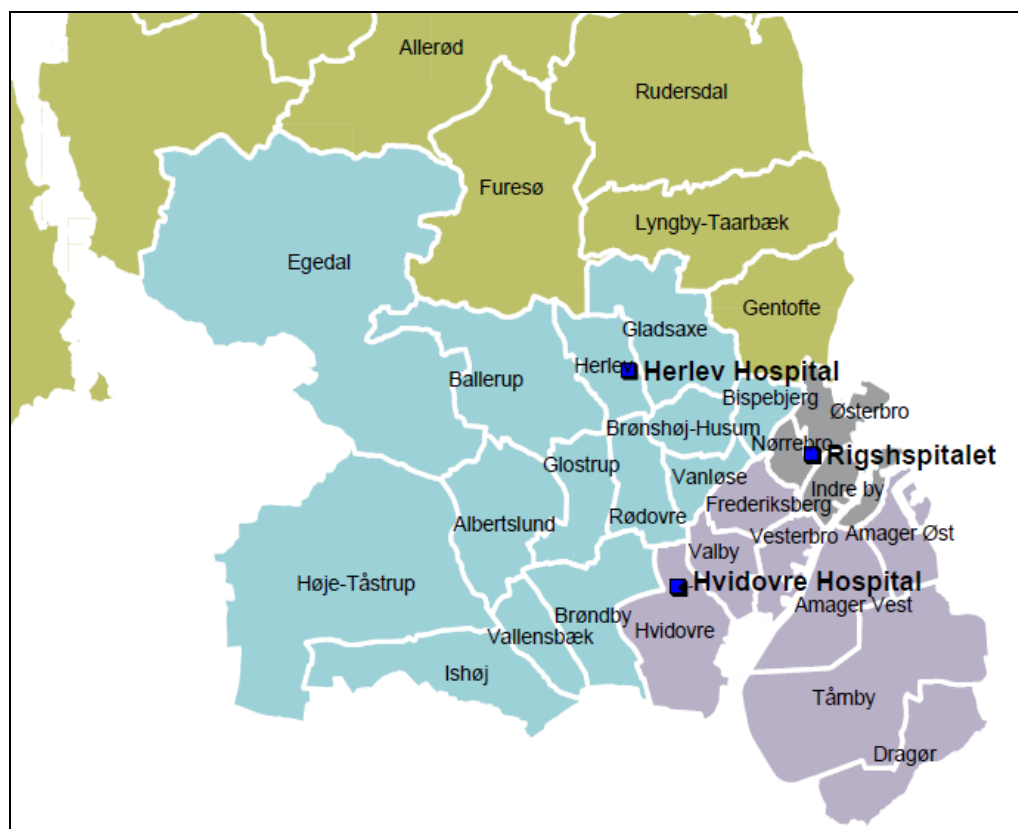 Allerød
Rudersdal
Furesø
Lyngby-Taarbæk
Egedal
Gentofte
Gladsaxe
Herlev
Herlev Hospital
Ballerup
Bispebjerg
Østerbro
Brønshøj-Husum
Nørrebro
Rigshspitalet
Glostrup
Vanløse
Indre by
Frederiksberg
Albertslund
Rødovre
Vesterbro
Amager Øst
Valby
Høje-Tåstrup
Hvidovre Hospital
Amager Vest
Brøndby
Hvidovre
Vallensbæk
Ishøj
Tårnby
Dragør